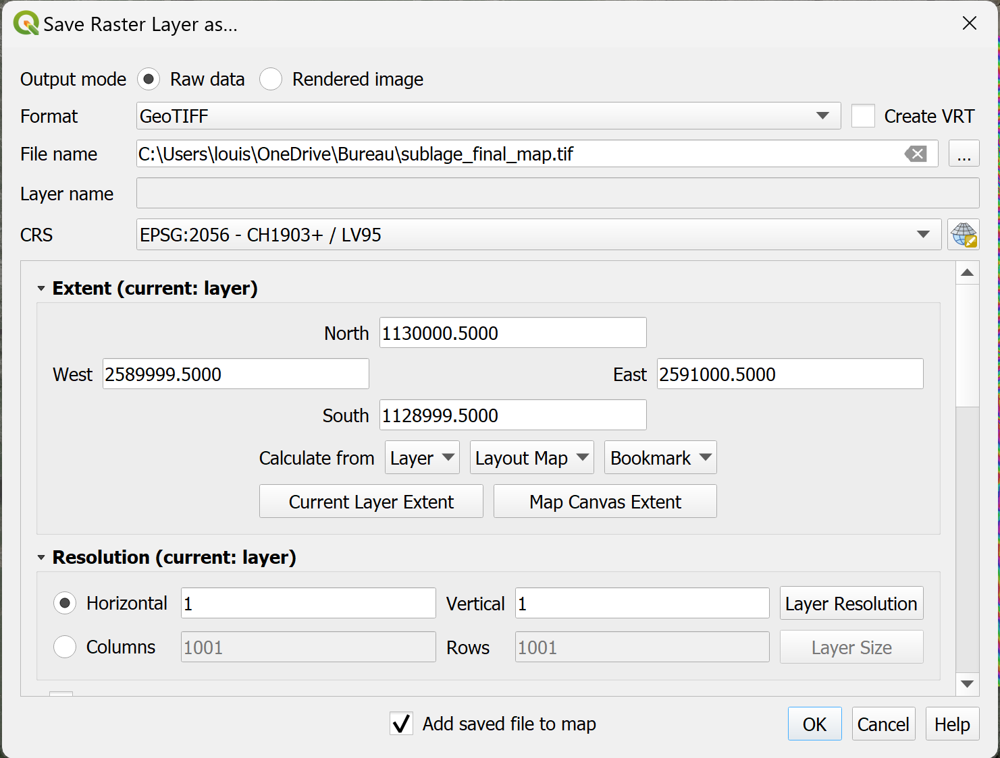 Save Raster Layer as...
Output mode Raw data Rendered image
Format GeoTIFF Create VRT
File name C:\Users\louis\OneDrive\Bureau\sublage_final_map.tif ...
Layer name
CRS EPSG:2056 - CH1903+ / LV95
Extent (current: layer)
North 1130000.5000
West 2589999.5000 East 2591000.5000
South 1128999.5000
Calculate from Layer Layout Map Bookmark
Current Layer Extent Map Canvas Extent
Resolution (current: layer)
Horizontal 1 Vertical 1 Layer Resolution
Columns 1001 Rows 1001 Layer Size
Add saved file to map OK Cancel Help